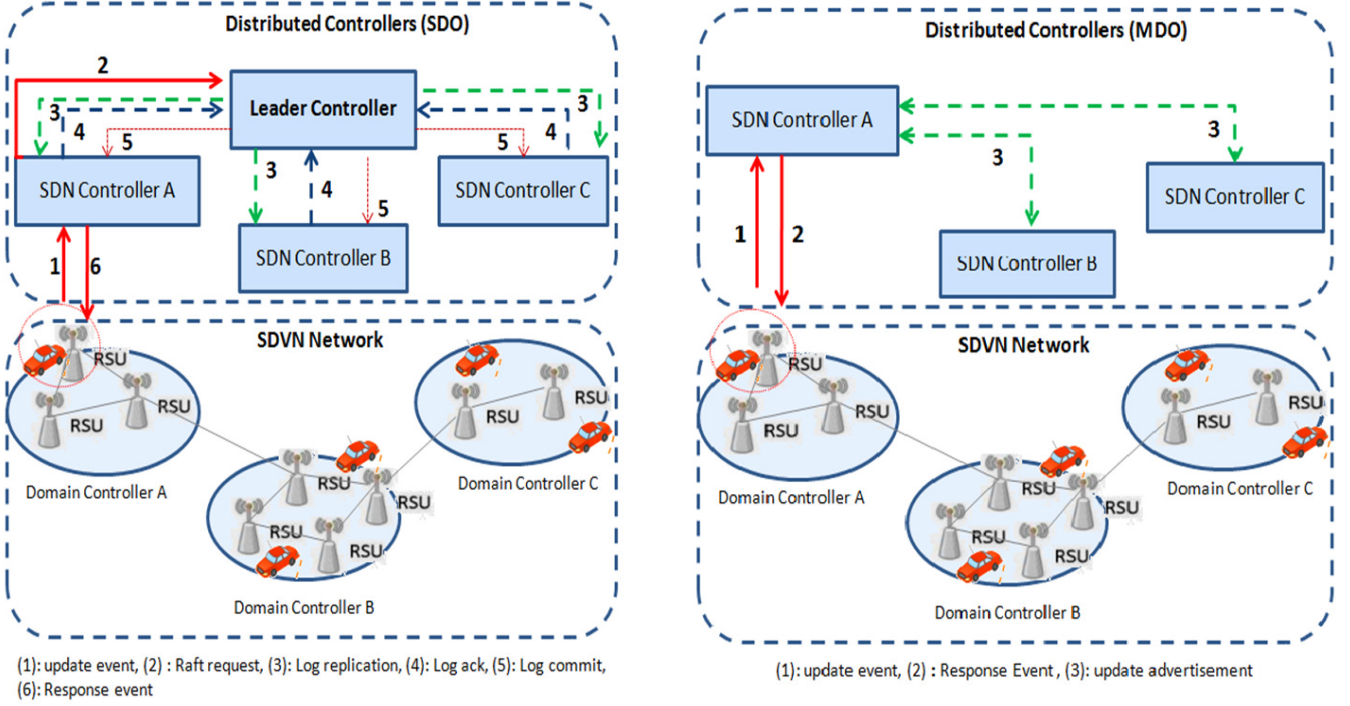 Distributed Controllers (SDO)
2
Leader Controller
3
4
5
3
4
5
3
4
5
SDN Controller A
SDN Controller C
SDN Controller B
1
6
SDVN Network
RSU
RSU
RSU
RSU
RSU
Domain Controller A
Domain Controller C
RSU
RSU
RSU
RSU
Domain Controller B
(1): update event, (2) : Raft request, (3): Log replication, (4): Log ack, (5): Log commit,
(6): Response event
Distributed Controllers (MDO)
SDN Controller A
3
3
SDN Controller C
1
2
SDN Controller B
SDVN Network
RSU
RSU
RSU
RSU
RSU
Domain Controller A
Domain Controller C
RSU
RSU
RSU
RSU
Domain Controller B
(1): update event, (2) : Response Event , (3): update advertisement